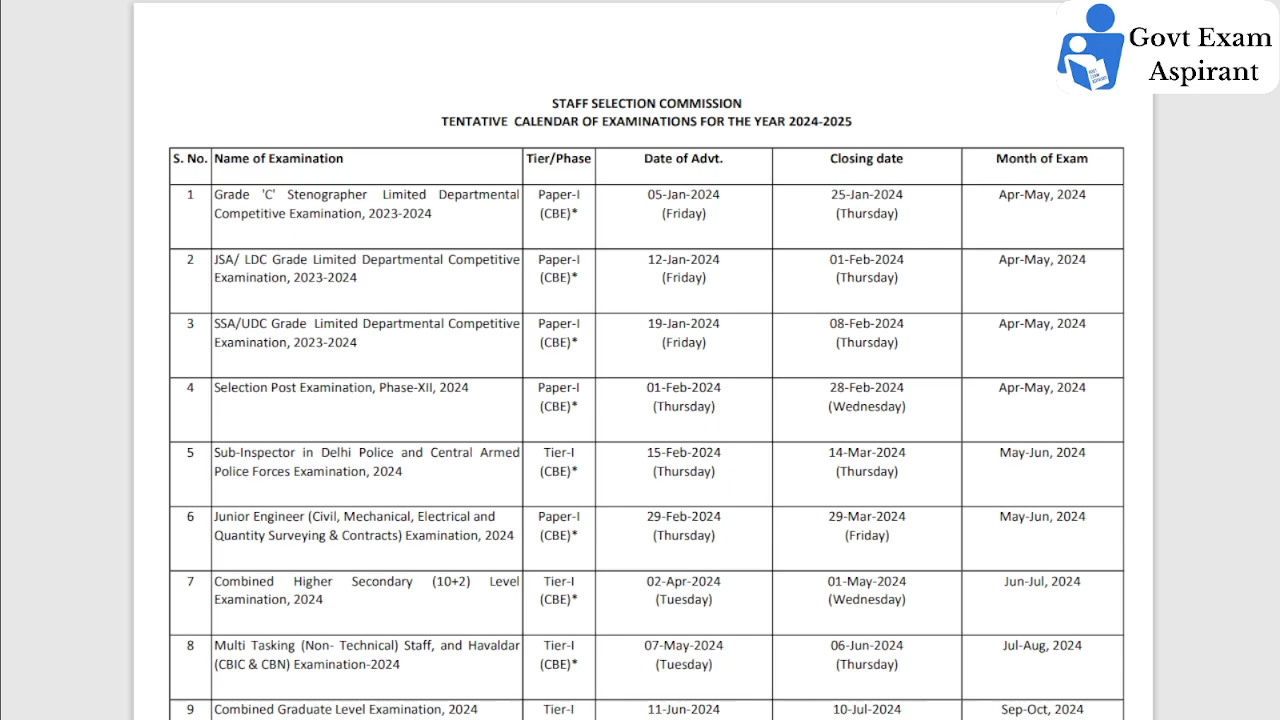 Govt Exam
Aspirant
STAFF SELECTION COMMISSION
TENTATIVE CALENDAR OF EXAMINATIONS FOR THE YEAR 2024-2025
S. No. Name of Examination Tier/Phase Date of Advt. Closing date Month of Exam
1 Grade 'C' Stenographer Limited Departmental Paper-I 05-Jan-2024 25-Jan-2024 Apr-May, 2024
Competitive Examination, 2023-2024 (CBE)* (Friday) (Thursday)
2 JSA/ LDC Grade Limited Departmental Competitive Paper-I 12-Jan-2024 01-Feb-2024 Apr-May, 2024
Examination, 2023-2024 (CBE)* (Friday) (Thursday)
3 SSA/UDC Grade Limited Departmental Competitive Paper-I 19-Jan-2024 08-Feb-2024 Apr-May, 2024
Examination, 2023-2024 (CBE)* (Friday) (Thursday)
4 Selection Post Examination, Phase-XII, 2024 Paper-I 01-Feb-2024 28-Feb-2024 Apr-May, 2024
(CBE)* (Thursday) (Wednesday)
5 Sub-Inspector in Delhi Police and Central Armed Tier-I 15-Feb-2024 14-Mar-2024 May-Jun, 2024
Police Forces Examination, 2024 (CBE)* (Thursday) (Thursday)
6 Junior Engineer (Civil, Mechanical, Electrical and Paper-I 29-Feb-2024 29-Mar-2024 May-Jun, 2024
Quantity Surveying & Contracts) Examination, 2024 (CBE)* (Thursday) (Friday)
7 Combined Higher Secondary (10+2) Level Tier-I 02-Apr-2024 01-May-2024 Jun-Jul, 2024
Examination, 2024 (CBE)* (Tuesday) (Wednesday)
8 Multi Tasking (Non- Technical) Staff, and Havaldar Tier-I 07-May-2024 06-Jun-2024 Jul-Aug, 2024
(CBIC & CBN) Examination-2024 (CBE)* (Tuesday) (Thursday)
9 Combined Graduate Level Examination, 2024 Tier-I 11-Jun-2024 10-Jul-2024 Sep-Oct, 2024